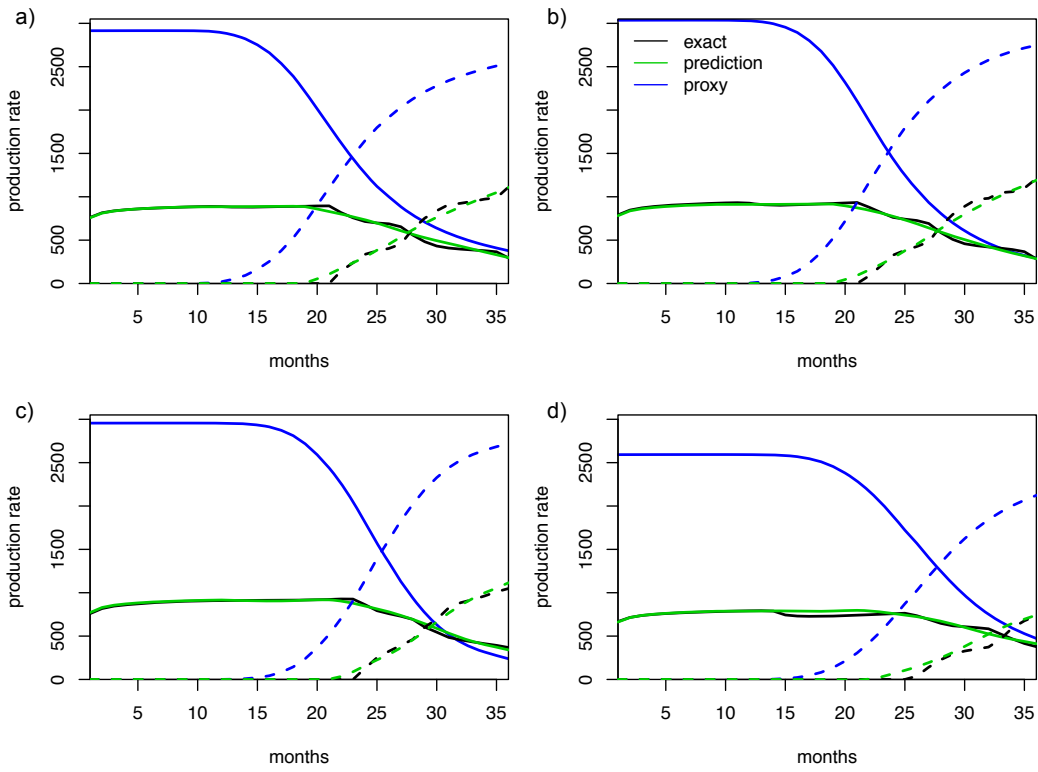 a)
production rate
0 500 1500 2500
5 10 15 20 25 30 35
months
b)
exact
prediction
proxy
production rate
0 500 1500 2500
5 10 15 20 25 30 35
months
c)
production rate
0 500 1500 2500
5 10 15 20 25 30 35
months
d)
production rate
0 500 1500 2500
5 10 15 20 25 30 35
months